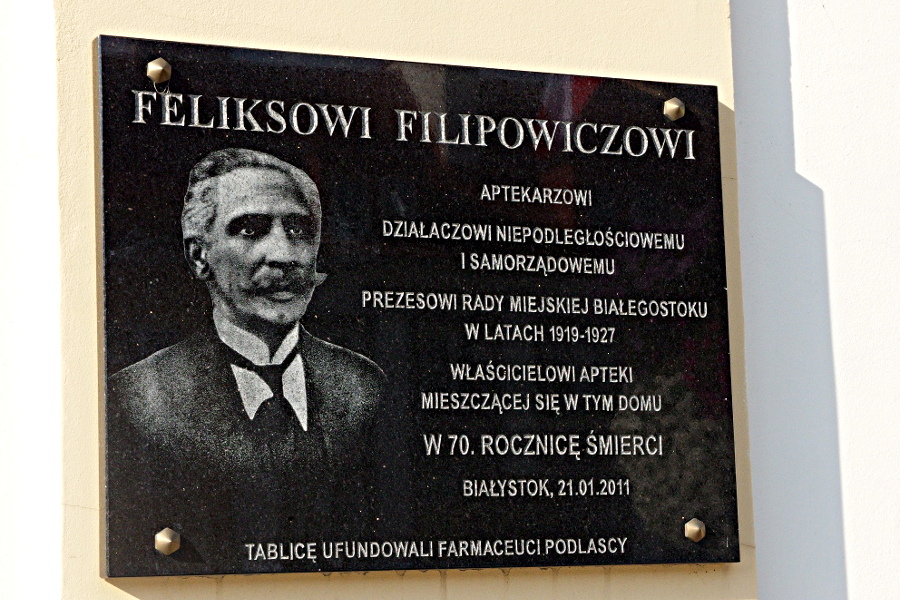 FELIKSOWI FILIPOWICZOWI
APTEKARZOWI
DZIAŁACZOWI NIEPODLEGŁOŚCIOWEMU
I SAMORZĄDOWEMU
PREZESOWI RADY MIEJSKIEJ BIAŁEGOSTOKU
W LATACH 1919-1927
WŁAŚCICIELOWI APTEKI
MIESZCZĄCEJ SIĘ W TYM DOMU
W 70. ROCZNICĘ ŚMIERCI
BIAŁYSTOK, 21.01.2011
TABLICĘ UFUNDOWALI FARMACEUCI PODLASCY